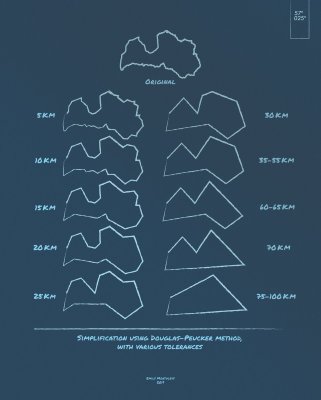 57°
025"
Original
5 km
30 km
10 km
35-55 km
15 km
60-65 km
20 km
70 km
25 km
75-100 km
Simplification using Douglas-Peucker method,
with various tolerances
2017